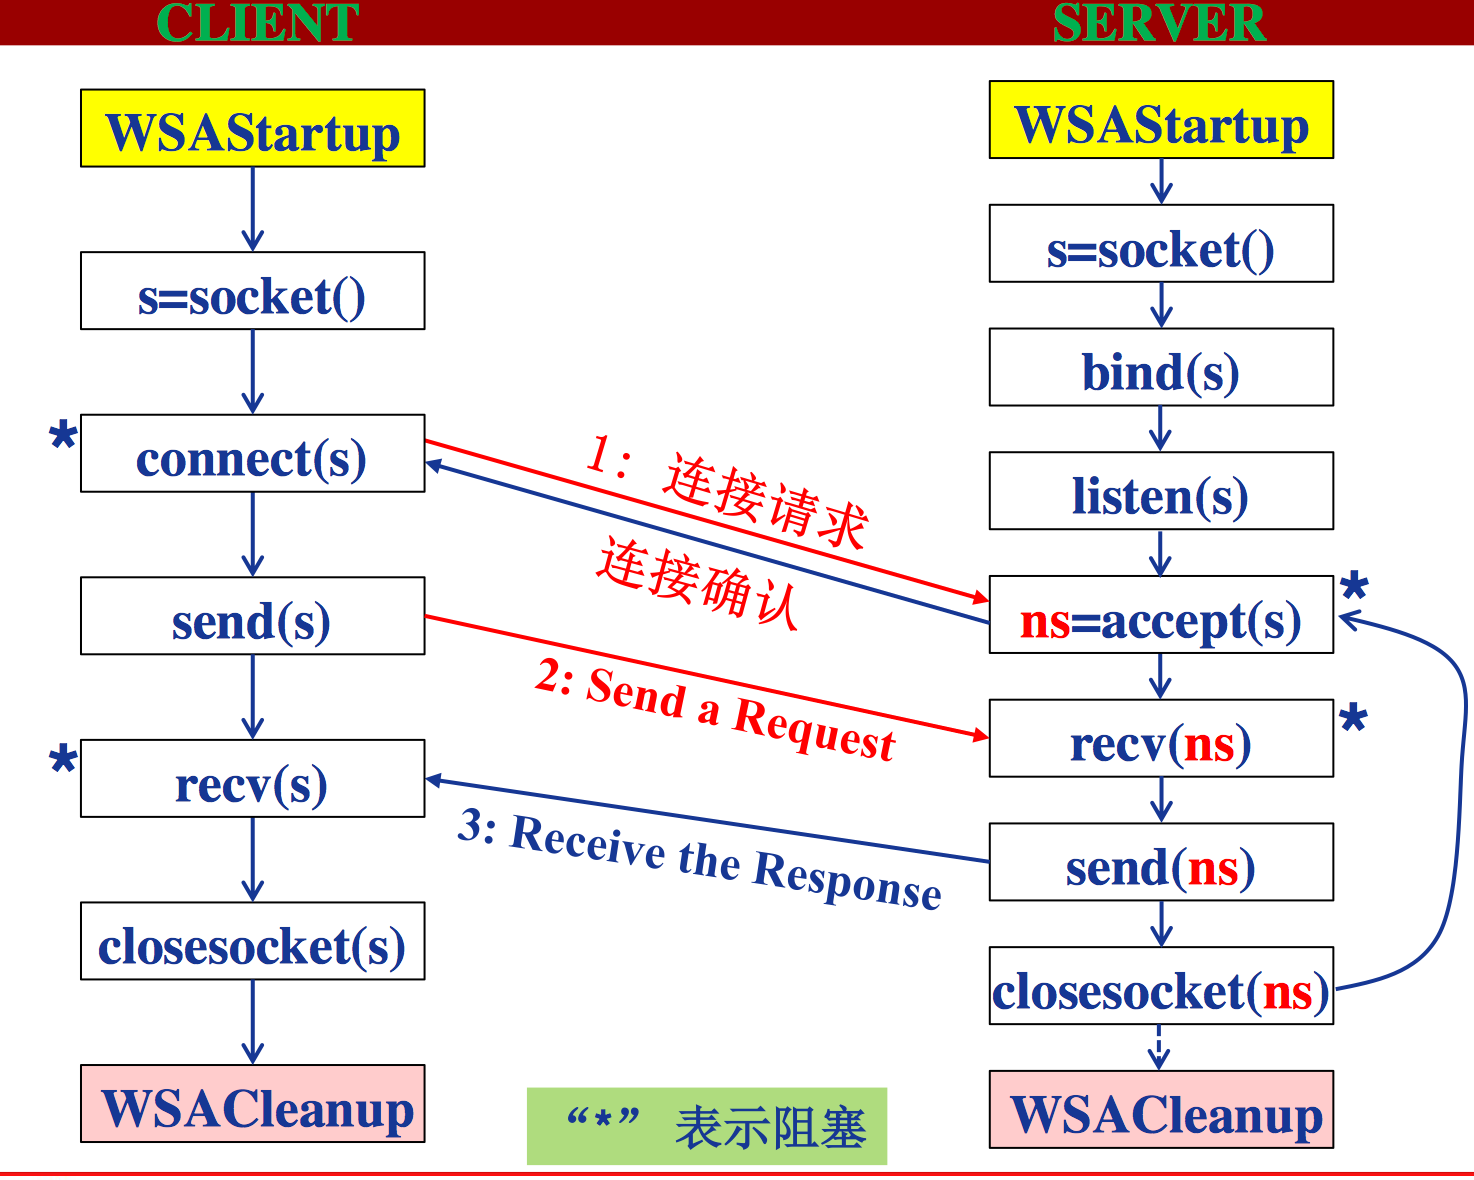 CLIENT
SERVER
WSAStartup
s=socket()
*
connect(s)
send(s)
*
recv(s)
closesocket(s)
WSACleanup
1：连接请求
连接确认
2: Send a Request
3: Receive the Response
WSAStartup
s=socket()
bind(s)
listen(s)
ns=accept(s)
*
recv(ns)
*
send(ns)
closesocket(ns)
WSACleanup
“*” 表示阻塞